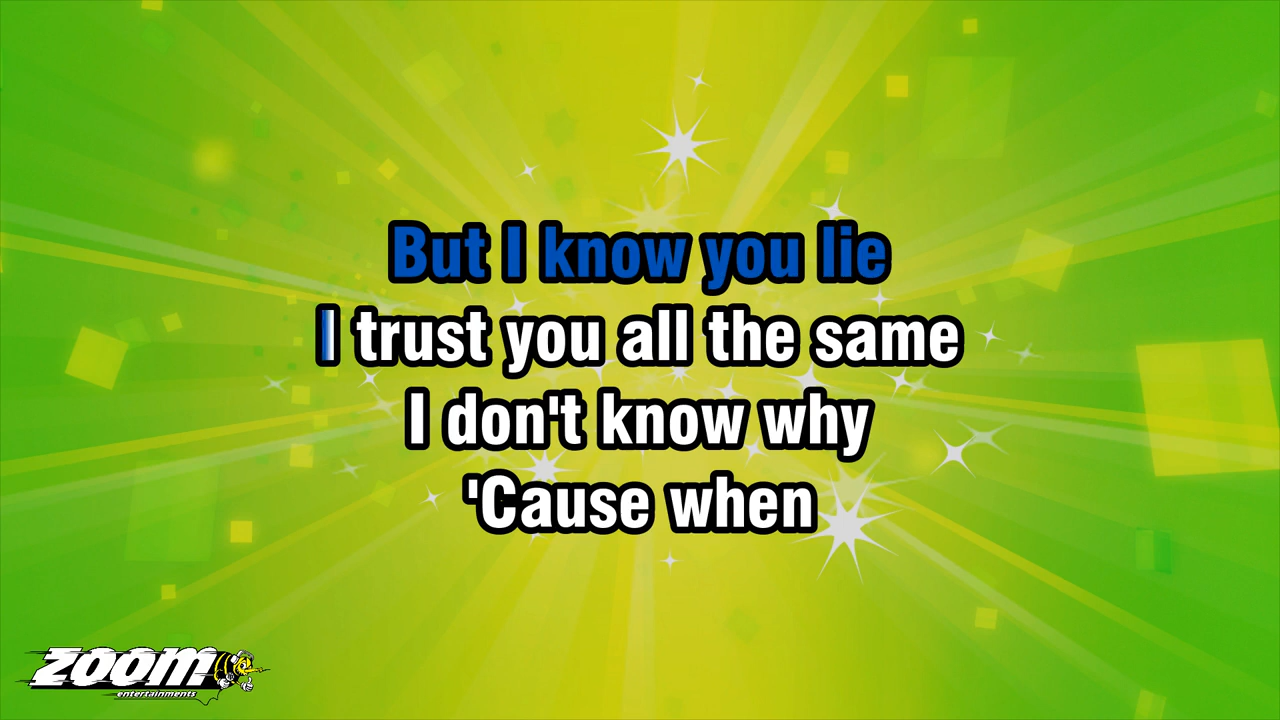 But I know you lie
I trust you all the same
I don't know why
'Cause when
zoom
entertainments